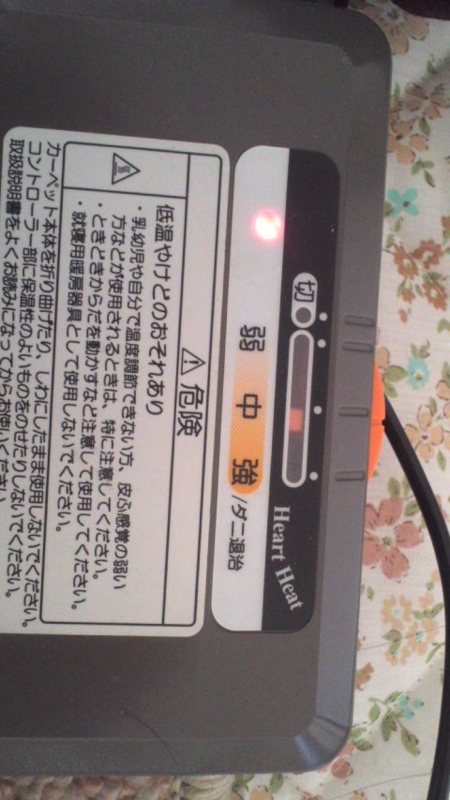 Heart Heat
切
弱 中 強/ダニ退治
⚠危険
低温やけどのおそれあり
・乳幼児や自分で温度調節できない方、皮ふ感覚の弱い
方などが使用されるときは、特に注意してください。
・ときどきからだを動かすなど注意して使用してください。
・就寝用暖房器具として使用しないでください。
カーペット本体を折り曲げたり、しわにしたまま使用しないでください。
コントローラー部に保温性のよいものをのせたりしないでください。
取扱説明書をよくお読みになってからお使いください